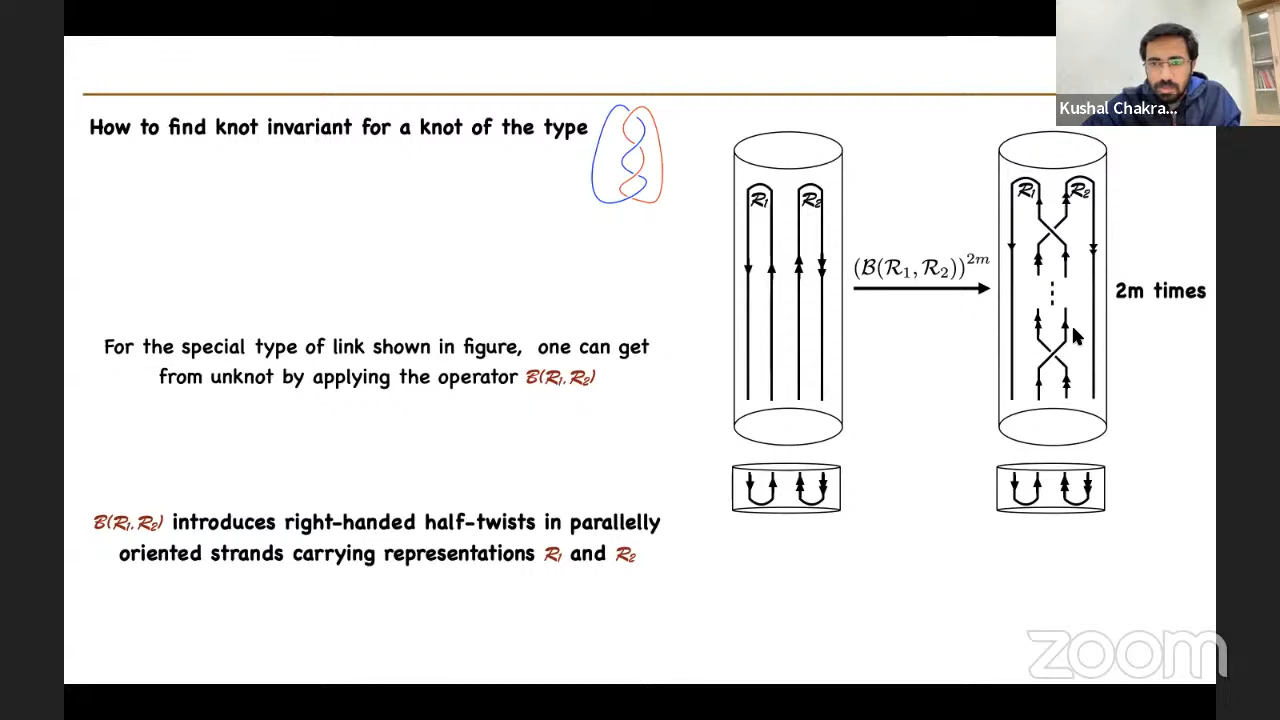 Kushal Chakra...
How to find knot invariant for a knot of the type
R₁ R₂
(B(R₁, R₂))²ᵐ
R₁ R₂
2m times
For the special type of link shown in figure, one can get
from unknot by applying the operator B(R₁, R₂)
B(R₁, R₂) introduces right-handed half-twists in parallelly
oriented strands carrying representations R₁ and R₂
zoom